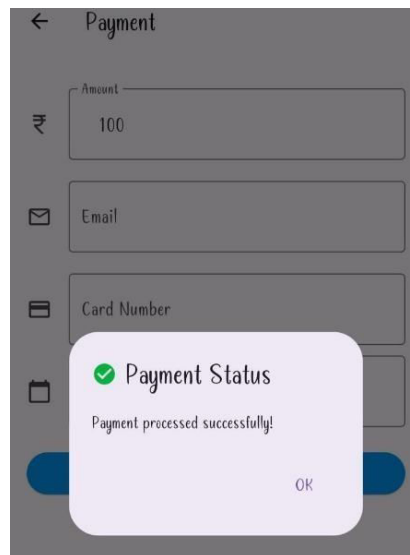 Payment
Amount
₹ 100
Email
Card Number
Payment Status
Payment processed successfully!
OK